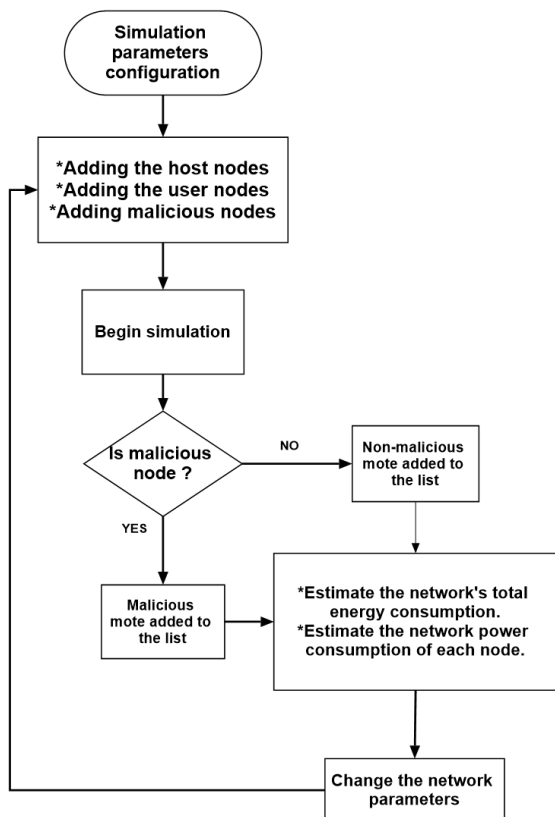 Simulation
parameters
configuration
*Adding the host nodes
*Adding the user nodes
*Adding malicious nodes
Begin simulation
Is malicious
node ?
NO
Non-malicious
mote added to
the list
YES
Malicious
mote added to
the list
*Estimate the network's total
energy consumption.
*Estimate the network power
consumption of each node.
Change the network
parameters